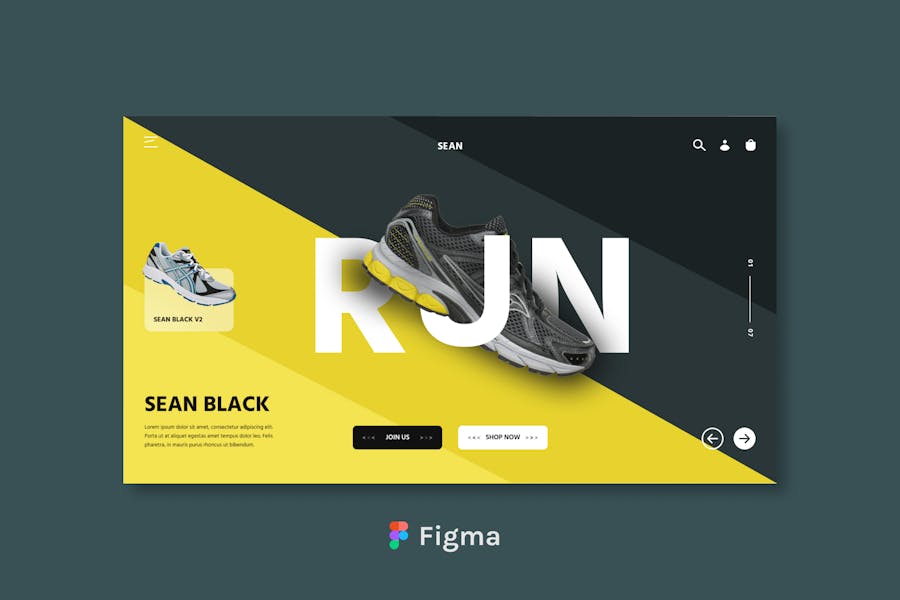 SEAN
RUN
01
07
SEAN BLACK V2
SEAN BLACK
Lorem ipsum dolor sit amet, consectetur adipiscing elit.
Porta ut at aliquet egestas amet tempus dolor leo. Felis
pharetra, in mauris purus rhoncus ut bibendum.
<<< JOIN US >>>
<<< SHOP NOW >>>
Figma